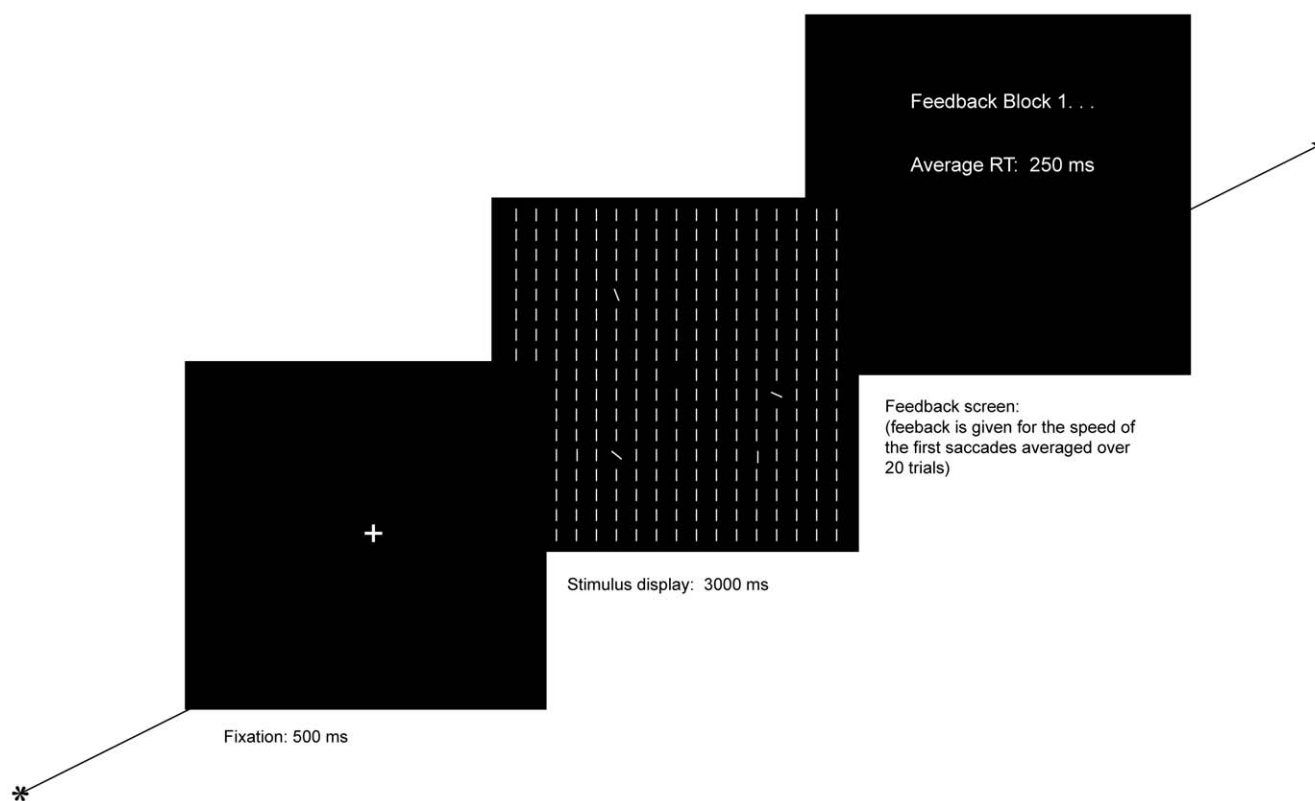 Feedback Block 1. . .
Average RT:  250 ms
Feedback screen:
(feeback is given for the speed of
the first saccades averaged over
20 trials)
Stimulus display:  3000 ms
Fixation: 500 ms